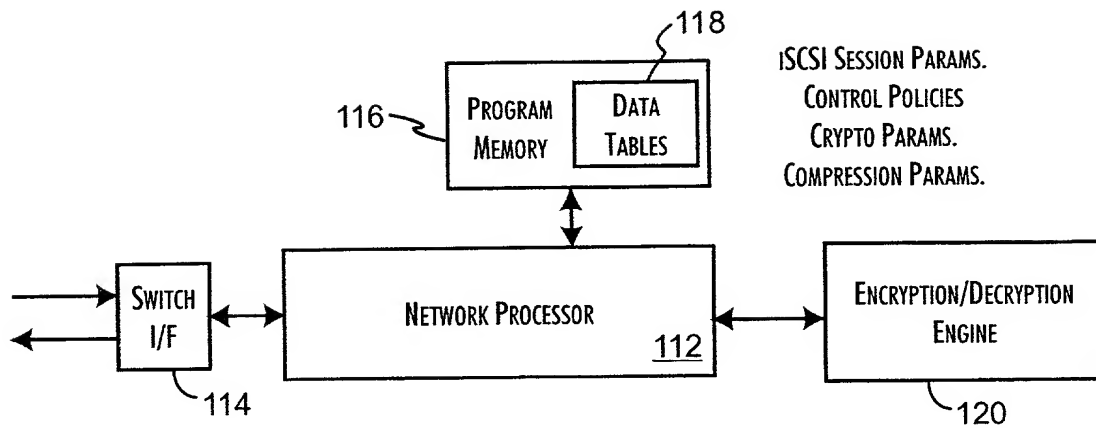 118
iSCSI SESSION PARAMS.
CONTROL POLICIES
CRYPTO PARAMS.
COMPRESSION PARAMS.
116
PROGRAM
MEMORY
DATA
TABLES
SWITCH
I/F
NETWORK PROCESSOR
112
ENCRYPTION/DECRYPTION
ENGINE
114
120